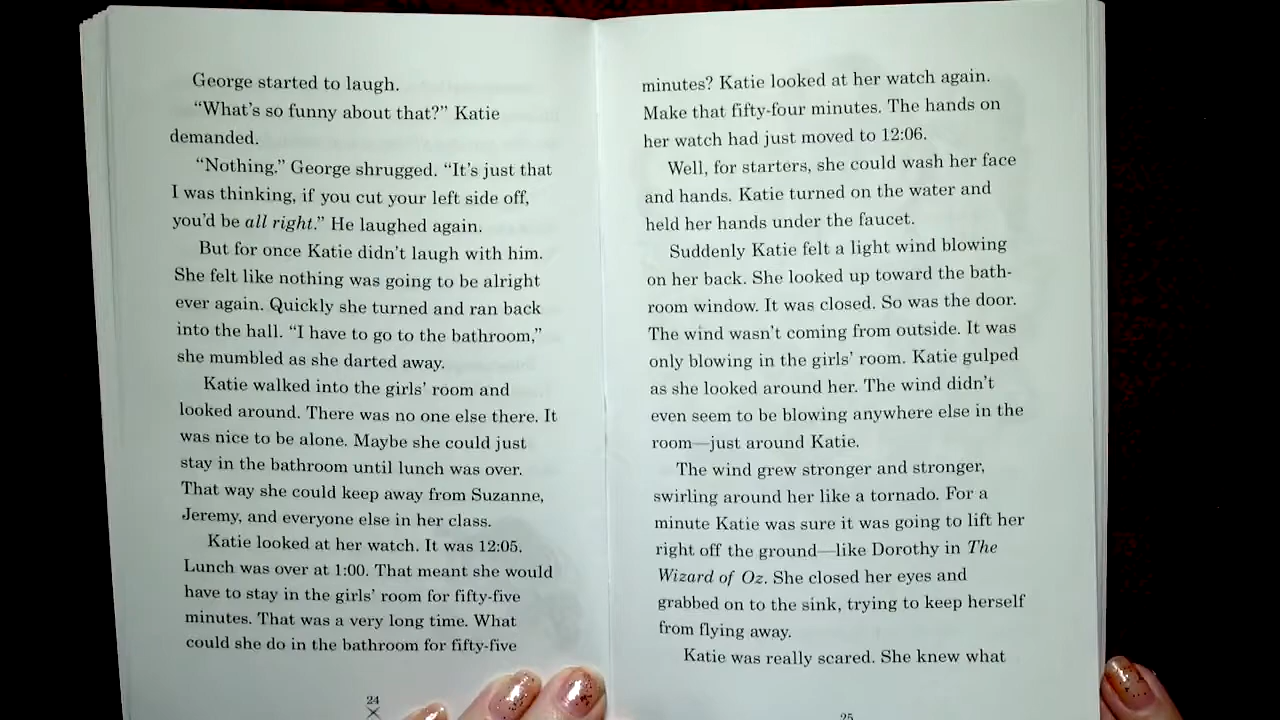 George started to laugh.
“What’s so funny about that?” Katie
demanded.
“Nothing.” George shrugged. “It’s just that
I was thinking, if you cut your left side off,
you’d be all right.” He laughed again.
But for once Katie didn’t laugh with him.
She felt like nothing was going to be alright
ever again. Quickly she turned and ran back
into the hall. “I have to go to the bathroom,”
she mumbled as she darted away.
Katie walked into the girls’ room and
looked around. There was no one else there. It
was nice to be alone. Maybe she could just
stay in the bathroom until lunch was over.
That way she could keep away from Suzanne,
Jeremy, and everyone else in her class.
Katie looked at her watch. It was 12:05.
Lunch was over at 1:00. That meant she would
have to stay in the girls’ room for fifty-five
minutes. That was a very long time. What
could she do in the bathroom for fifty-five
24
minutes? Katie looked at her watch again.
Make that fifty-four minutes. The hands on
her watch had just moved to 12:06.
Well, for starters, she could wash her face
and hands. Katie turned on the water and
held her hands under the faucet.
Suddenly Katie felt a light wind blowing
on her back. She looked up toward the bath-
room window. It was closed. So was the door.
The wind wasn’t coming from outside. It was
only blowing in the girls’ room. Katie gulped
as she looked around her. The wind didn’t
even seem to be blowing anywhere else in the
room—just around Katie.
The wind grew stronger and stronger,
swirling around her like a tornado. For a
minute Katie was sure it was going to lift her
right off the ground—like Dorothy in The
Wizard of Oz. She closed her eyes and
grabbed on to the sink, trying to keep herself
from flying away.
Katie was really scared. She knew what
25